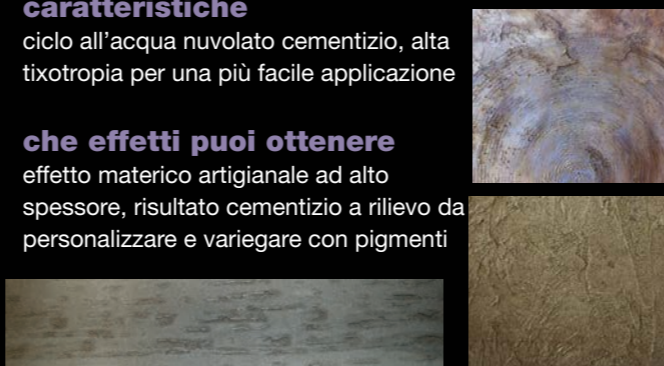 caratteristiche
ciclo all’acqua nuvolato cementizio, alta
tixotropia per una più facile applicazione
che effetti puoi ottenere
effetto materico artigianale ad alto
spessore, risultato cementizio a rilievo da
personalizzare e variegare con pigmenti